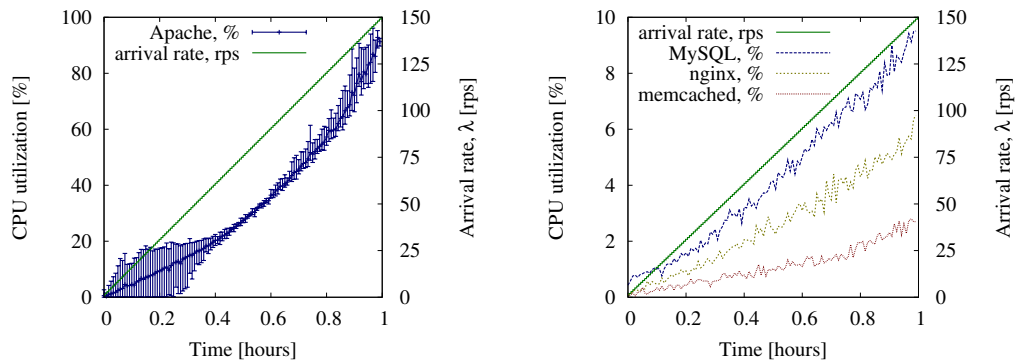 Apache, %
arrival rate, rps
CPU utilization [%]
100
80
60
40
20
0
Arrival rate, λ [rps]
150
125
100
75
50
25
0
0 0.2 0.4 0.6 0.8 1
Time [hours]
arrival rate, rps
MySQL, %
nginx, %
memcached, %
CPU utilization [%]
10
8
6
4
2
0
Arrival rate, λ [rps]
150
125
100
75
50
25
0
0 0.2 0.4 0.6 0.8 1
Time [hours]